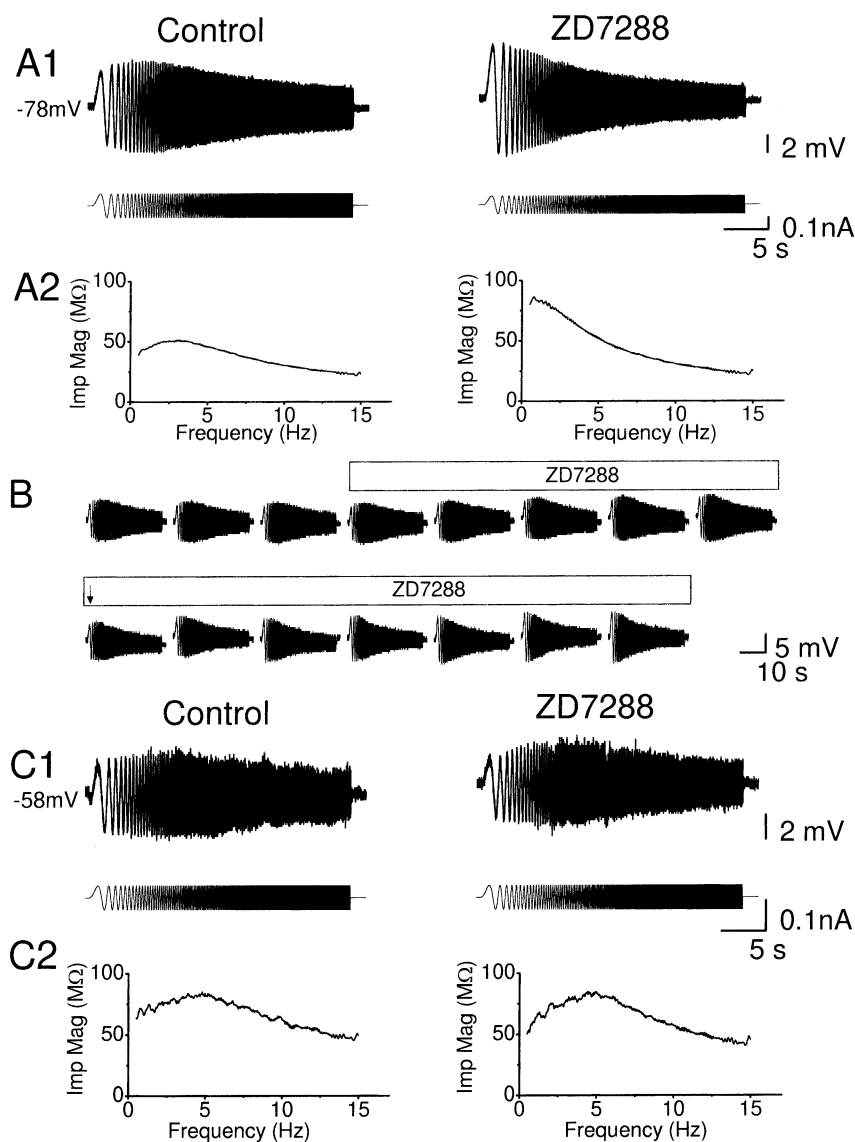 Control
ZD7288
A1
-78mV
2 mV
0.1nA
5 s
A2
Imp Mag (MΩ)
100
50
0
0 5 10 15
Frequency (Hz)
Imp Mag (MΩ)
100
50
0
0 5 10 15
Frequency (Hz)
B
ZD7288
ZD7288
5 mV
10 s
Control
ZD7288
C1
-58mV
2 mV
0.1nA
5 s
C2
Imp Mag (MΩ)
100
50
0
0 5 10 15
Frequency (Hz)
Imp Mag (MΩ)
100
50
0
0 5 10 15
Frequency (Hz)